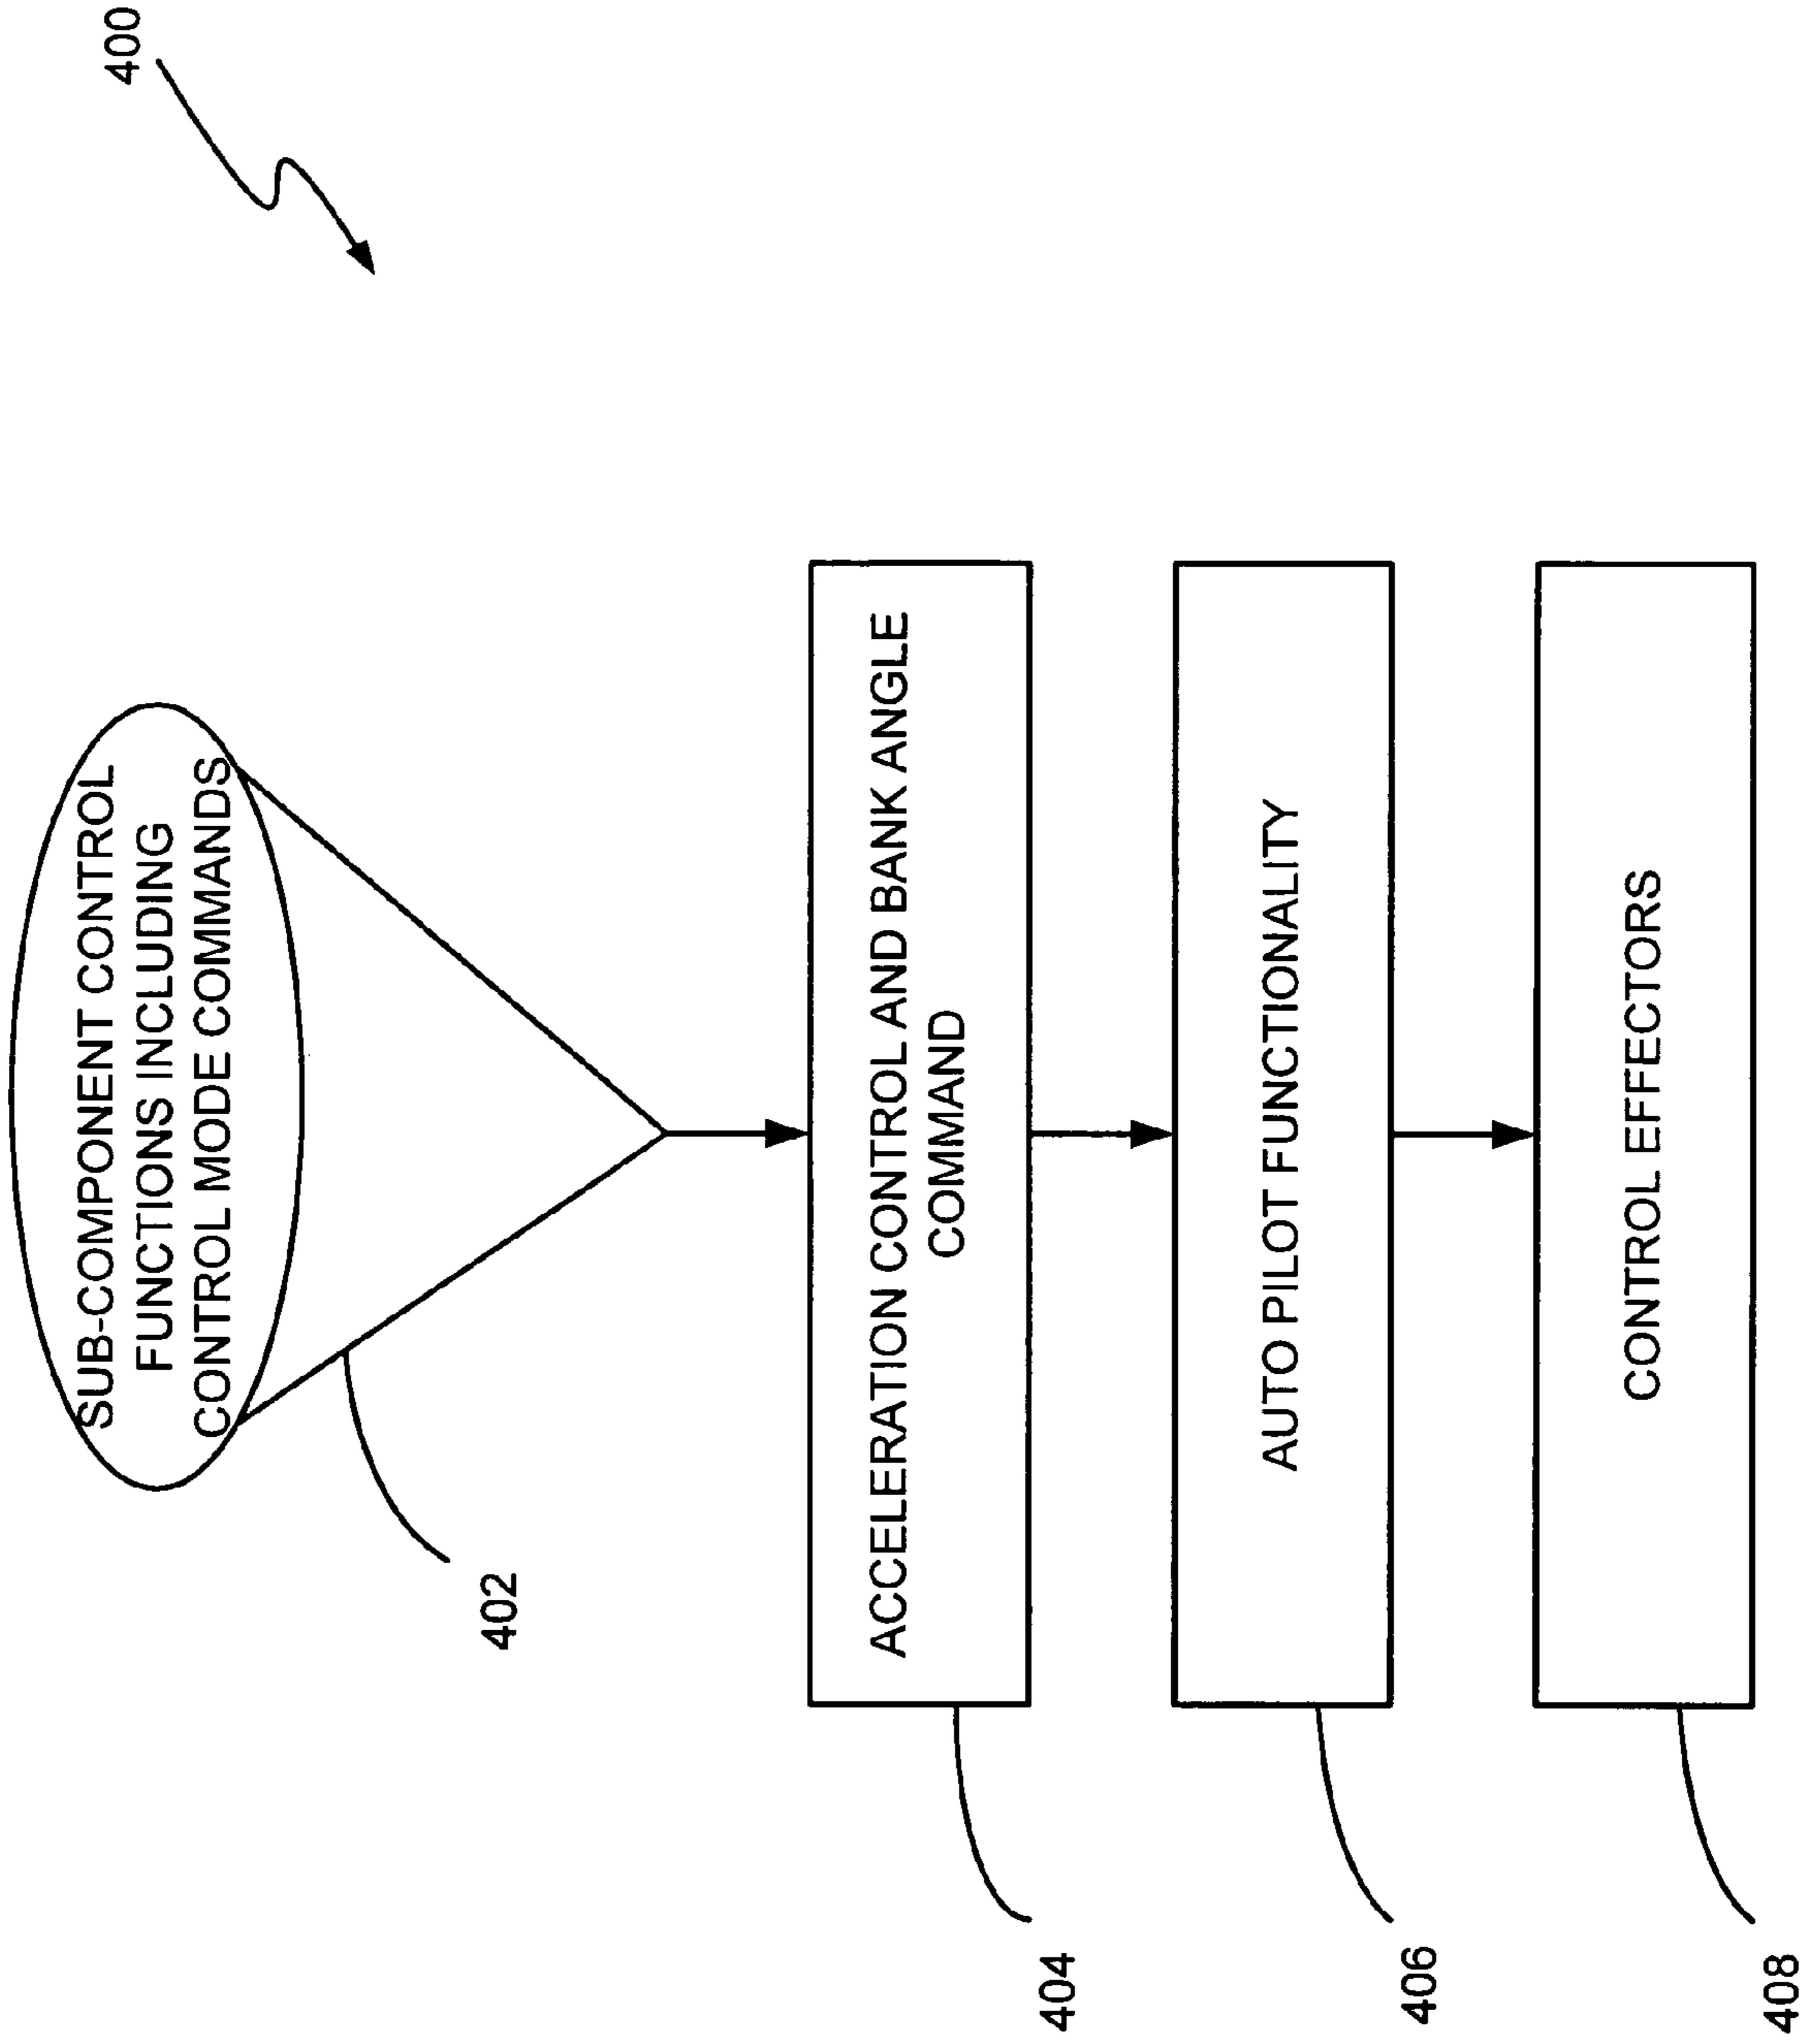 400
SUB-COMPONENT CONTROL
FUNCTIONS INCLUDING
CONTROL MODE COMMANDS
402
ACCELERATION CONTROL AND BANK ANGLE
COMMAND
404
AUTO PILOT FUNCTIONALITY
406
CONTROL EFFECTORS
408